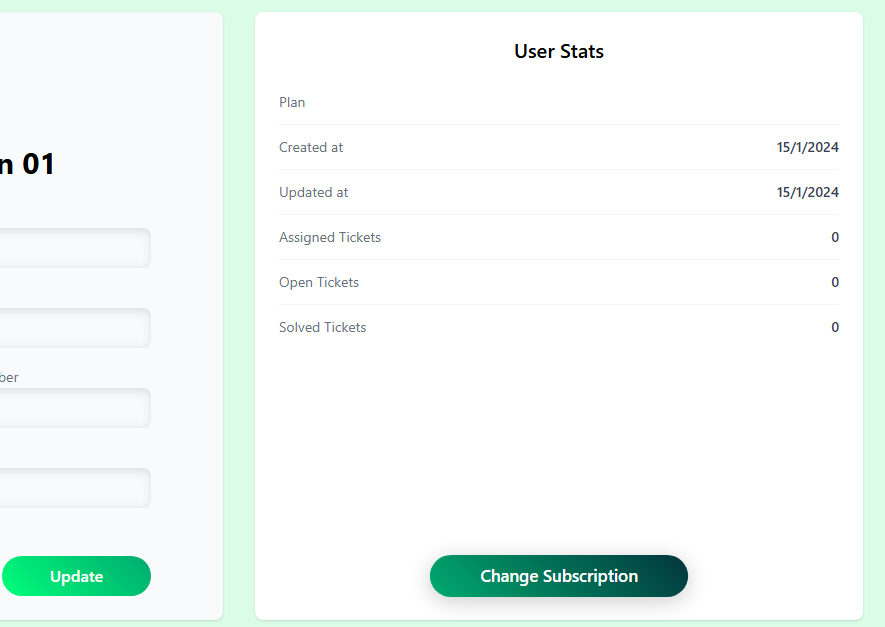 n 01
ber
Update
User Stats
Plan
Created at 15/1/2024
Updated at 15/1/2024
Assigned Tickets 0
Open Tickets 0
Solved Tickets 0
Change Subscription